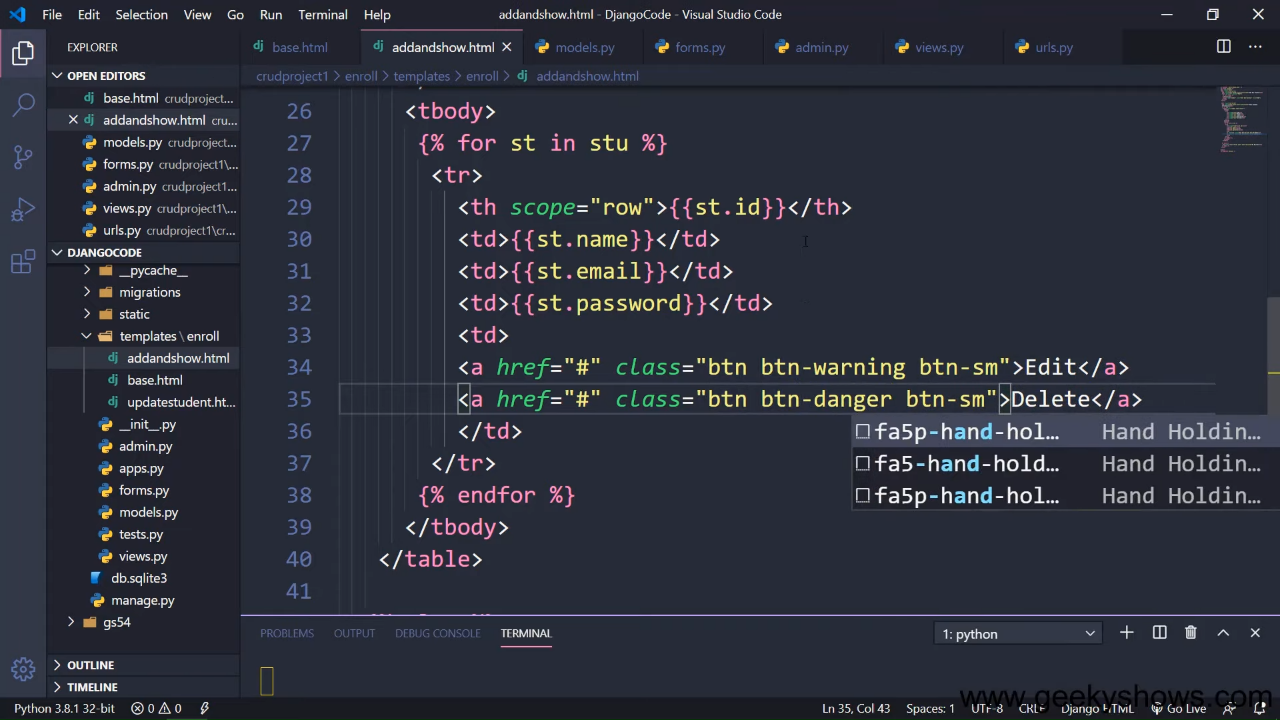 File Edit Selection View Go Run Terminal Help addandshow.html - DjangoCode - Visual Studio Code
EXPLORER
base.html addandshow.html models.py forms.py admin.py views.py urls.py
OPEN EDITORS
crudproject1 enroll templates enroll addandshow.html
base.html crudproject...
addandshow.html cru...
models.py crudproject1\...
forms.py crudproject1\...
admin.py crudproject1\...
views.py crudproject1\...
urls.py crudproject1\cr...
DJANGOCODE
__pycache__
migrations
static
templates \ enroll
addandshow.html
base.html
updatestudent.ht...
__init__.py
admin.py
apps.py
forms.py
models.py
tests.py
views.py
db.sqlite3
manage.py
gs54
OUTLINE
TIMELINE
26 <tbody>
27 {% for st in stu %}
28 <tr>
29 <th scope="row">{{st.id}}</th>
30 <td>{{st.name}}</td>
31 <td>{{st.email}}</td>
32 <td>{{st.password}}</td>
33 <td>
34 <a href="#" class="btn btn-warning btn-sm">Edit</a>
35 <a href="#" class="btn btn-danger btn-sm">Delete</a>
36 </td>
37 </tr>
38 {% endfor %}
39 </tbody>
40 </table>
41
fa5p-hand-hol... Hand Holdin...
fa5-hand-hold... Hand Holdin...
fa5p-hand-hol... Hand Holdin...
PROBLEMS OUTPUT DEBUG CONSOLE TERMINAL 1: python
www.geekyshows.com
Python 3.8.1 32-bit 0 0 Ln 35, Col 43 Spaces: 1 UTF-8 CRLF Django HTML Go Live